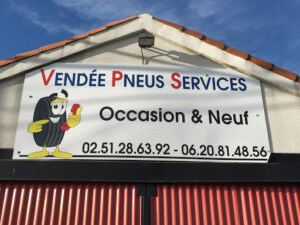 VENDÉE PNEUS SERVICES
Occasion & Neuf
02.51.28.63.92 - 06.20.81.48.56